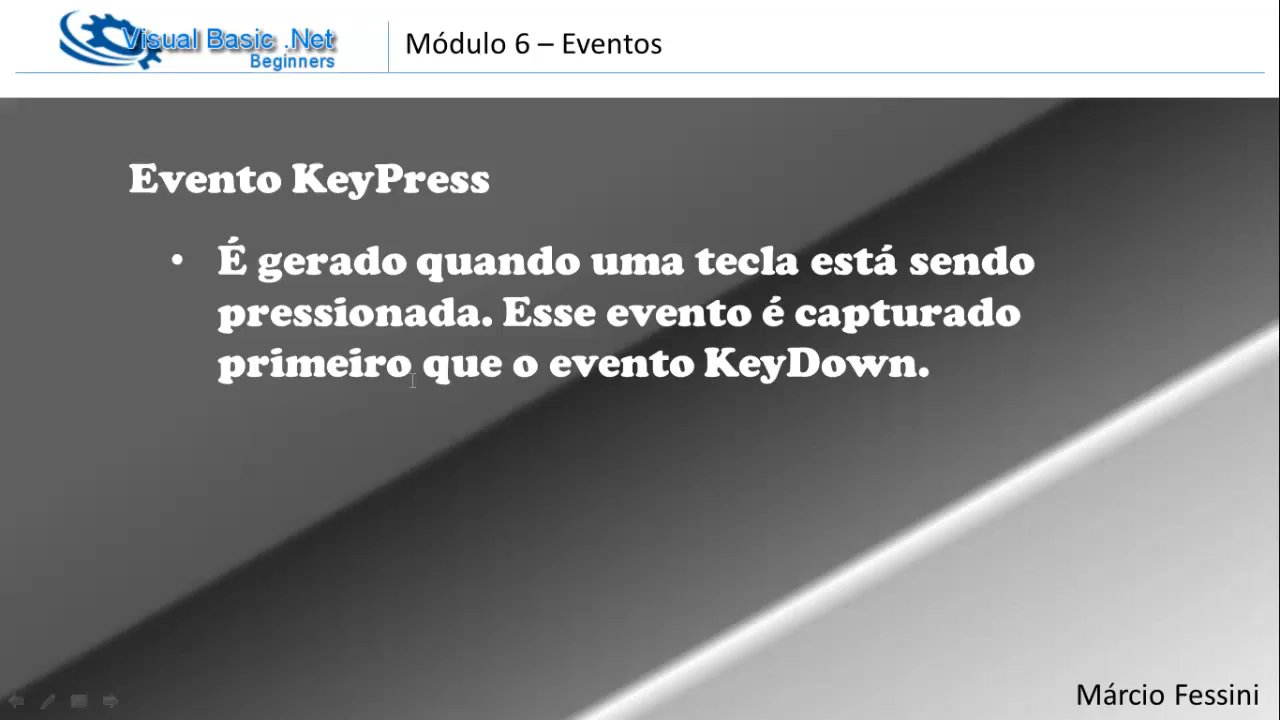 Visual Basic .Net
Beginners
Módulo 6 – Eventos
Evento KeyPress
• É gerado quando uma tecla está sendo
pressionada. Esse evento é capturado
primeiro que o evento KeyDown.
Márcio Fessini